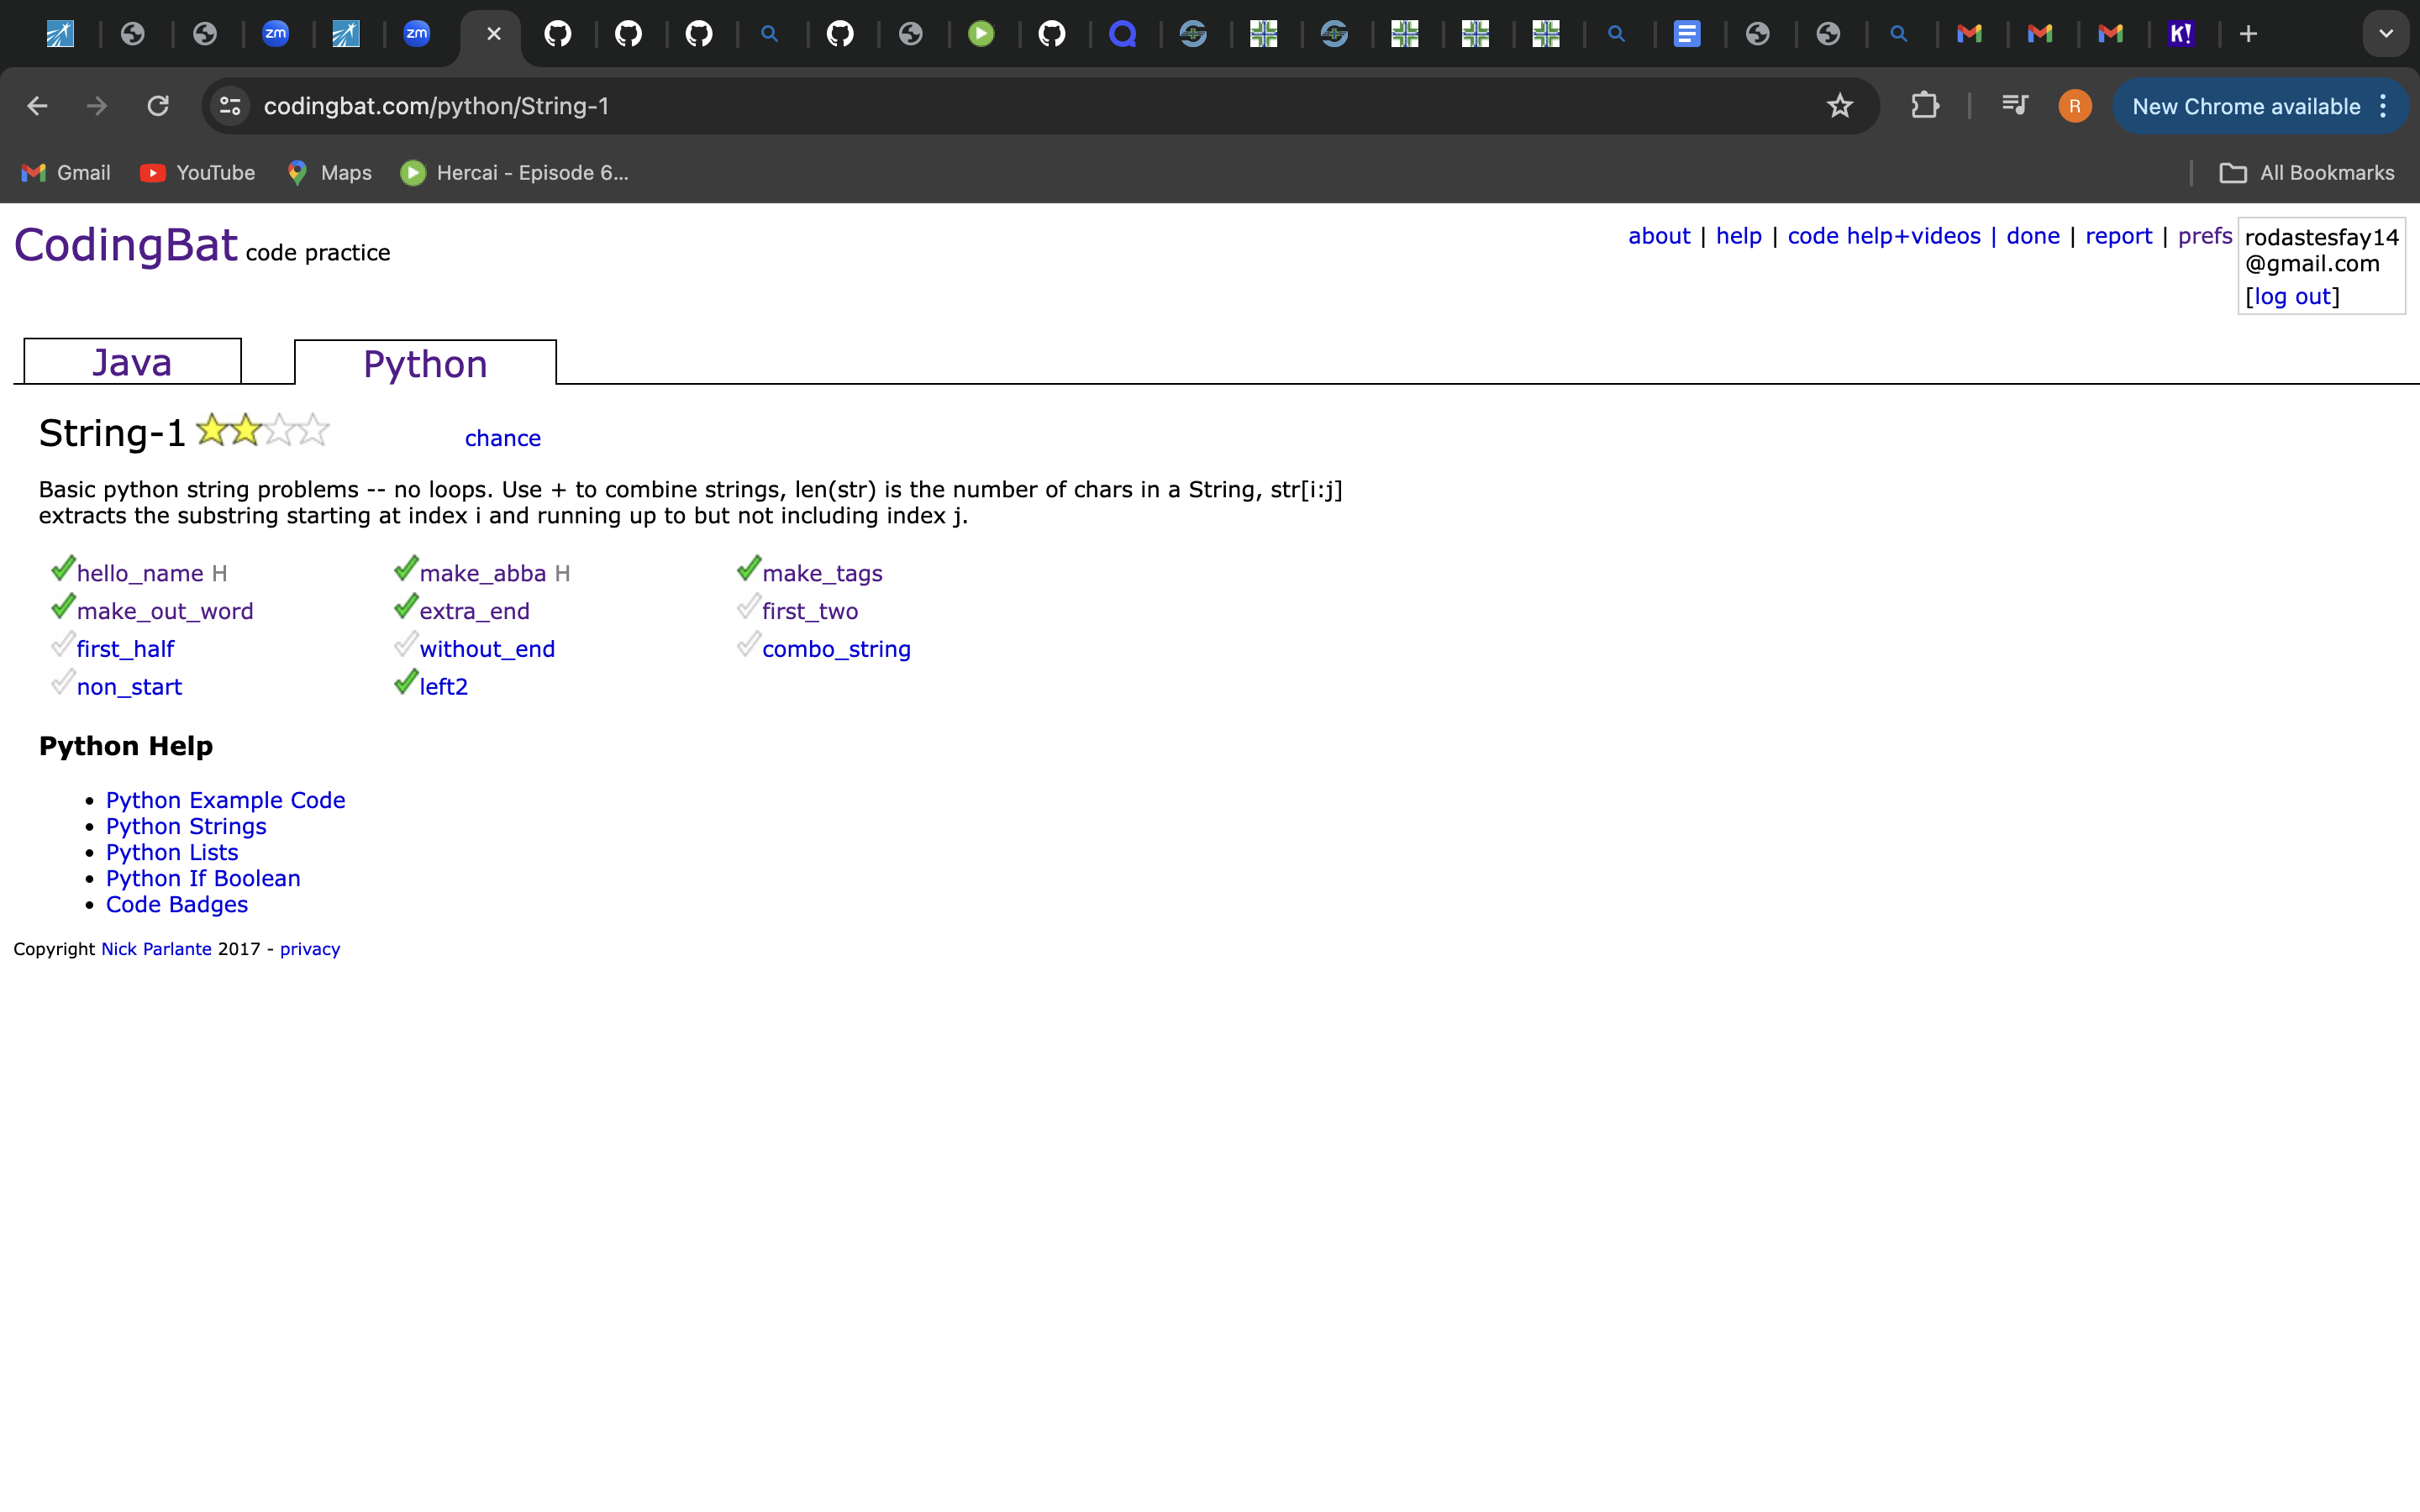 zm
zm
K!
codingbat.com/python/String-1
R
New Chrome available
Gmail
YouTube
Maps
Hercai - Episode 6...
All Bookmarks
CodingBat code practice
about | help | code help+videos | done | report | prefs
rodastesfay14
@gmail.com
[log out]
Java
Python
String-1
chance
Basic python string problems -- no loops. Use + to combine strings, len(str) is the number of chars in a String, str[i:j]
extracts the substring starting at index i and running up to but not including index j.
hello_name H make_abba H make_tags
make_out_word extra_end first_two
first_half without_end combo_string
non_start left2
Python Help
• Python Example Code
• Python Strings
• Python Lists
• Python If Boolean
• Code Badges
Copyright Nick Parlante 2017 - privacy